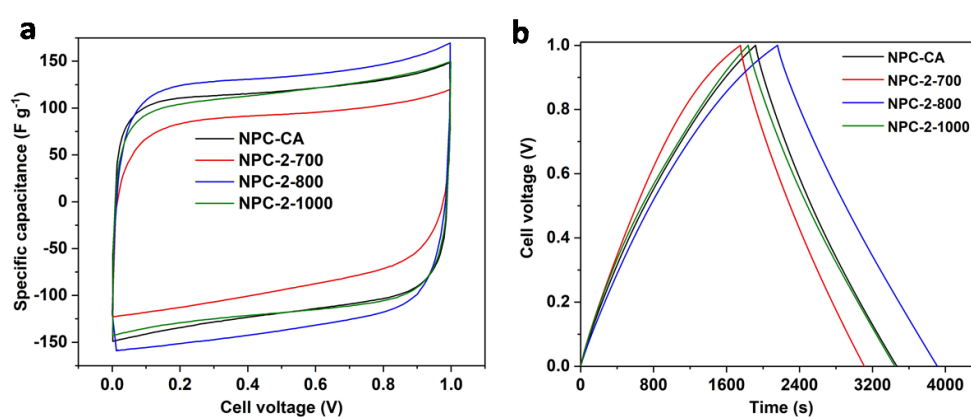 a
Specific capacitance (F g⁻¹)
150
100
50
0
-50
-100
-150
NPC-CA
NPC-2-700
NPC-2-800
NPC-2-1000
0.0 0.2 0.4 0.6 0.8 1.0
Cell voltage (V)
b
Cell voltage (V)
1.0
0.8
0.6
0.4
0.2
0.0
NPC-CA
NPC-2-700
NPC-2-800
NPC-2-1000
0 800 1600 2400 3200 4000
Time (s)